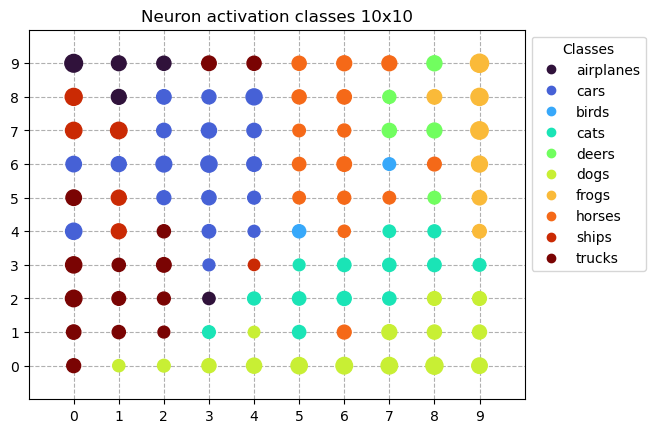 Neuron activation classes 10x10
9
8
7
6
5
4
3
2
1
0
0 1 2 3 4 5 6 7 8 9
Classes
airplanes
cars
birds
cats
deers
dogs
frogs
horses
ships
trucks